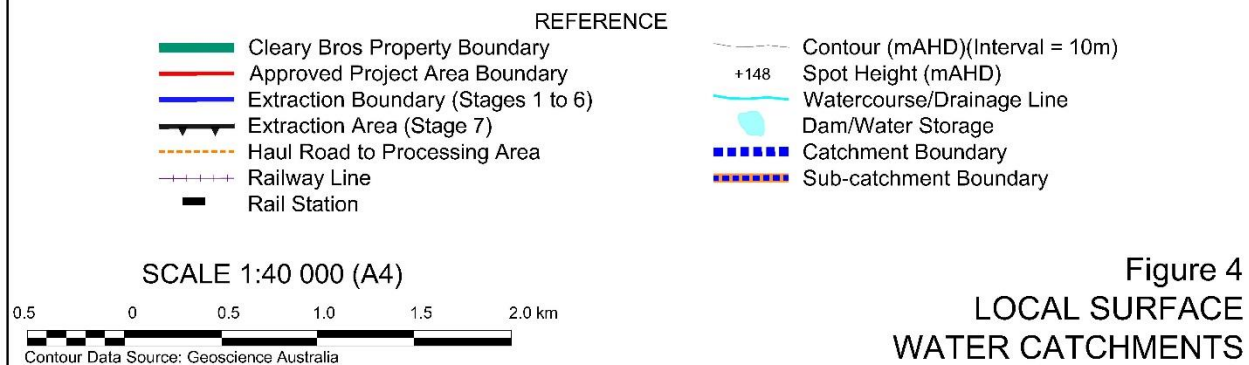 REFERENCE
Cleary Bros Property Boundary
Approved Project Area Boundary
Extraction Boundary (Stages 1 to 6)
Extraction Area (Stage 7)
Haul Road to Processing Area
Railway Line
Rail Station
Contour (mAHD)(Interval = 10m)
+148 Spot Height (mAHD)
Watercourse/Drainage Line
Dam/Water Storage
Catchment Boundary
Sub-catchment Boundary
SCALE 1:40 000 (A4)
0.5 0 0.5 1.0 1.5 2.0 km
Contour Data Source: Geoscience Australia
Figure 4
LOCAL SURFACE
WATER CATCHMENTS